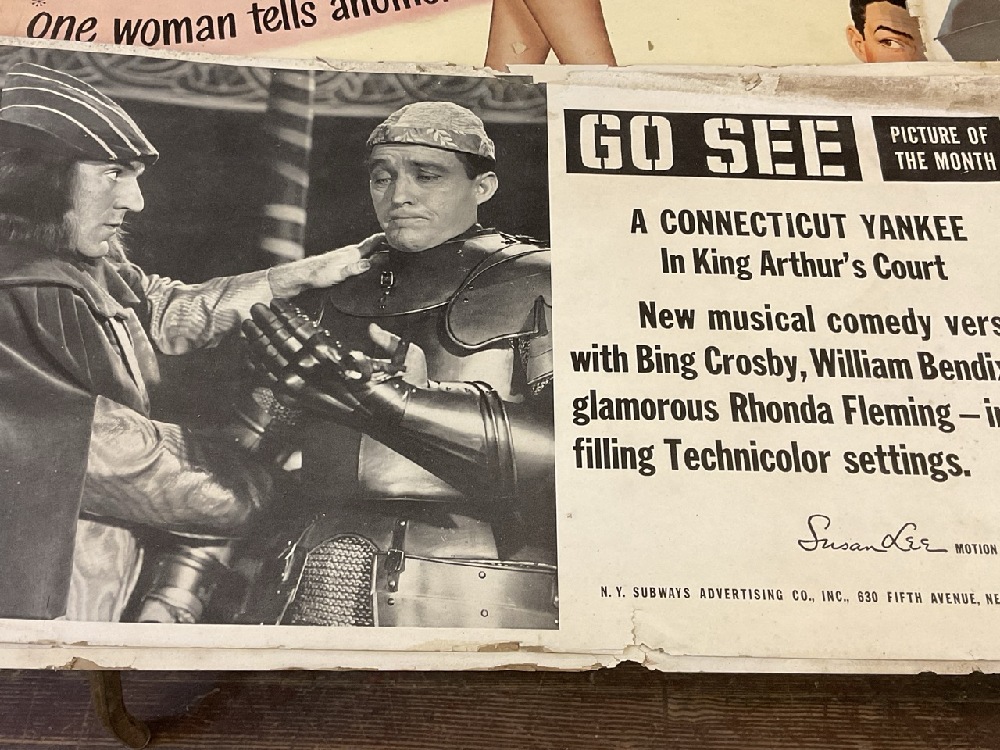 one woman tells
GO SEE
PICTURE OF
THE MONTH
A CONNECTICUT YANKEE
In King Arthur's Court
New musical comedy vers
with Bing Crosby, William Bendix
glamorous Rhonda Fleming – in
filling Technicolor settings.
Susan Lee MOTION
N. Y. SUBWAYS ADVERTISING CO., INC., 630 FIFTH AVENUE, NE